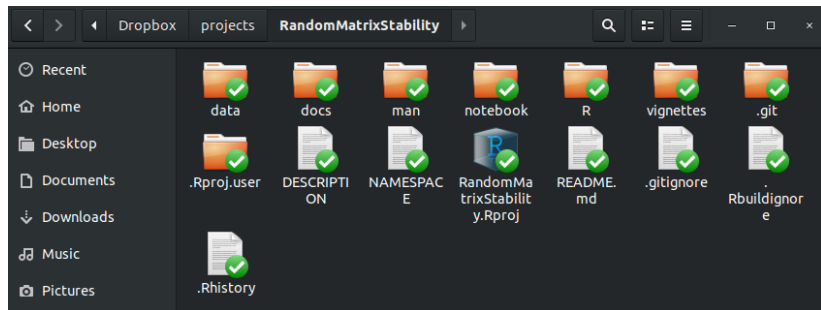 Dropbox projects RandomMatrixStability
Recent
Home
Desktop
Documents
Downloads
Music
Pictures
data docs man notebook R vignettes .git
.Rproj.user DESCRIPTI NAMESPAC RandomMa README. .gitignore .
ON E trixStabilit md Rbuildignor
y.Rproj e
.Rhistory